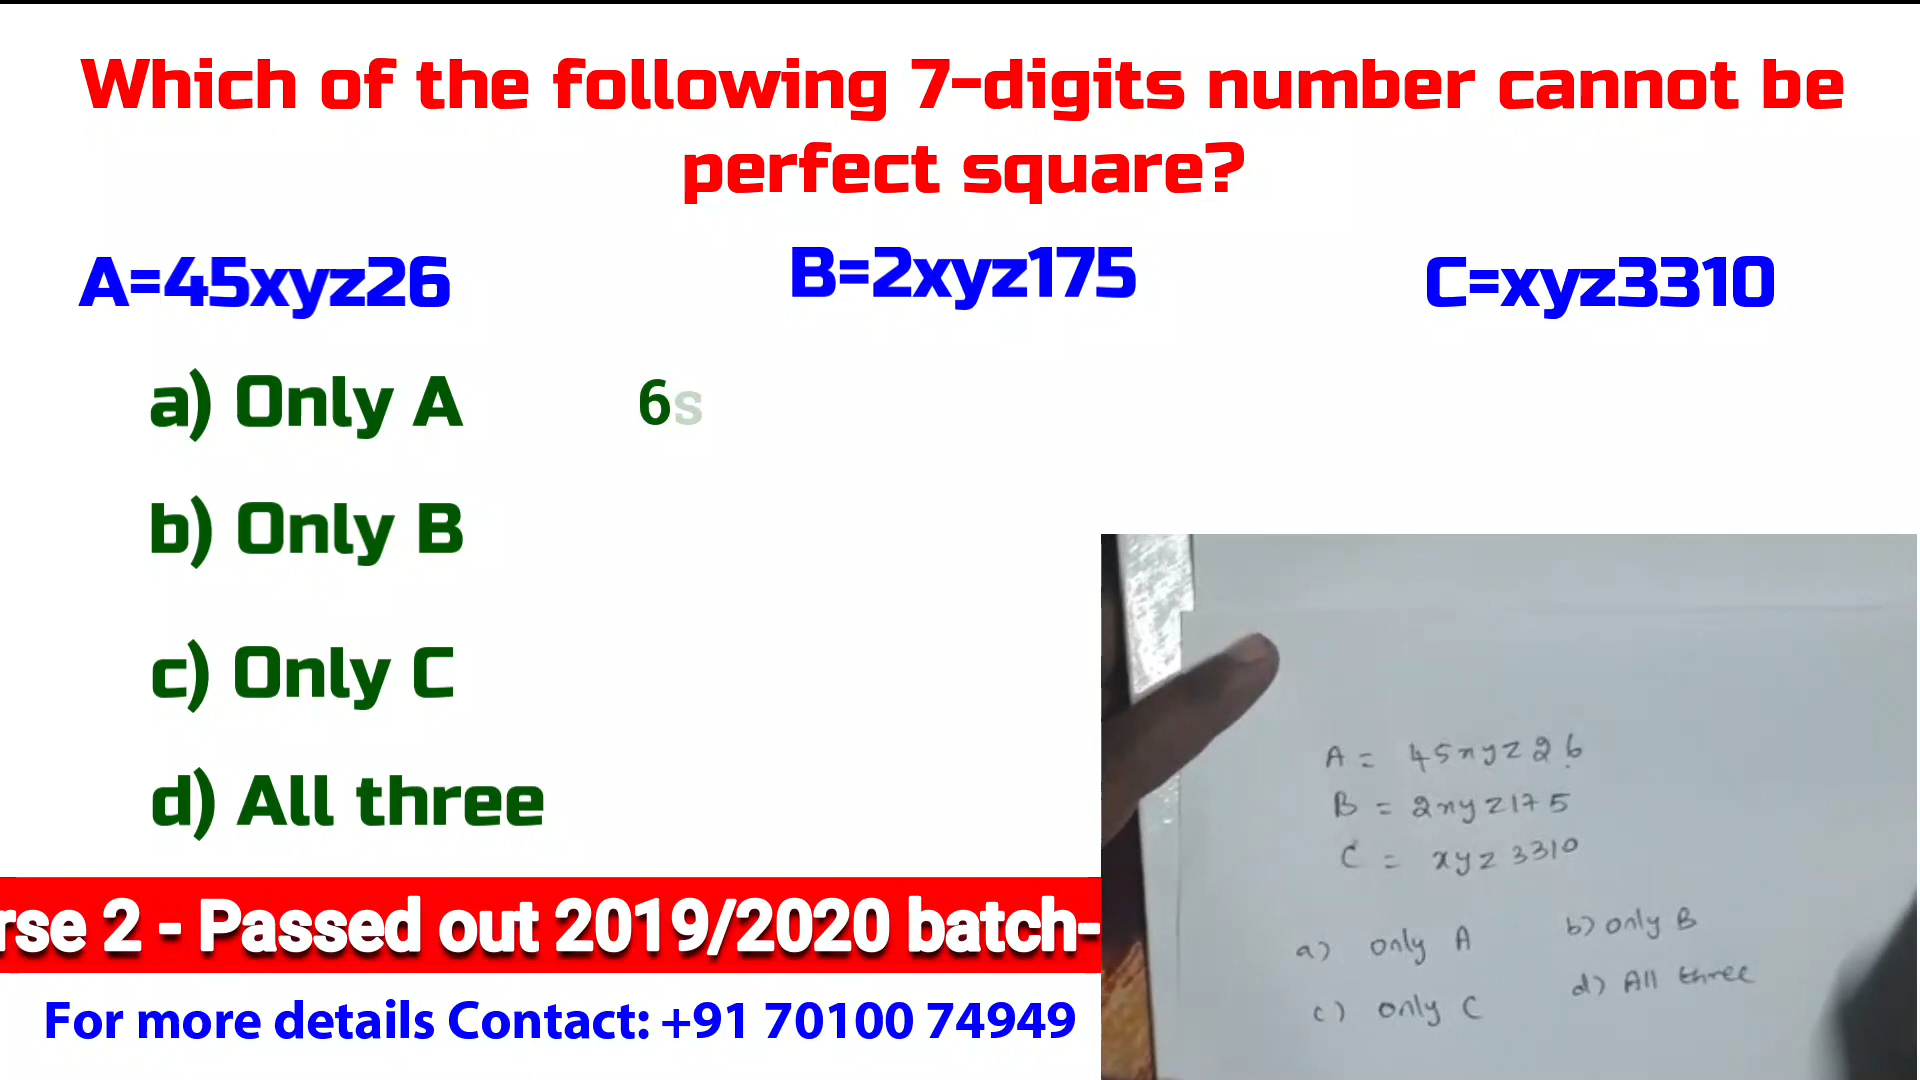 Which of the following 7-digits number cannot be
perfect square?
A=45xyz26
B=2xyz175
C=xyz3310
a) Only A
6s
b) Only B
c) Only C
d) All three
A = 45xyz26
B = 2xyz175
C = xyz3310
a) only A
b) only B
c) only C
d) All three
rse 2 - Passed out 2019/2020 batch-
For more details Contact: +91 70100 74949